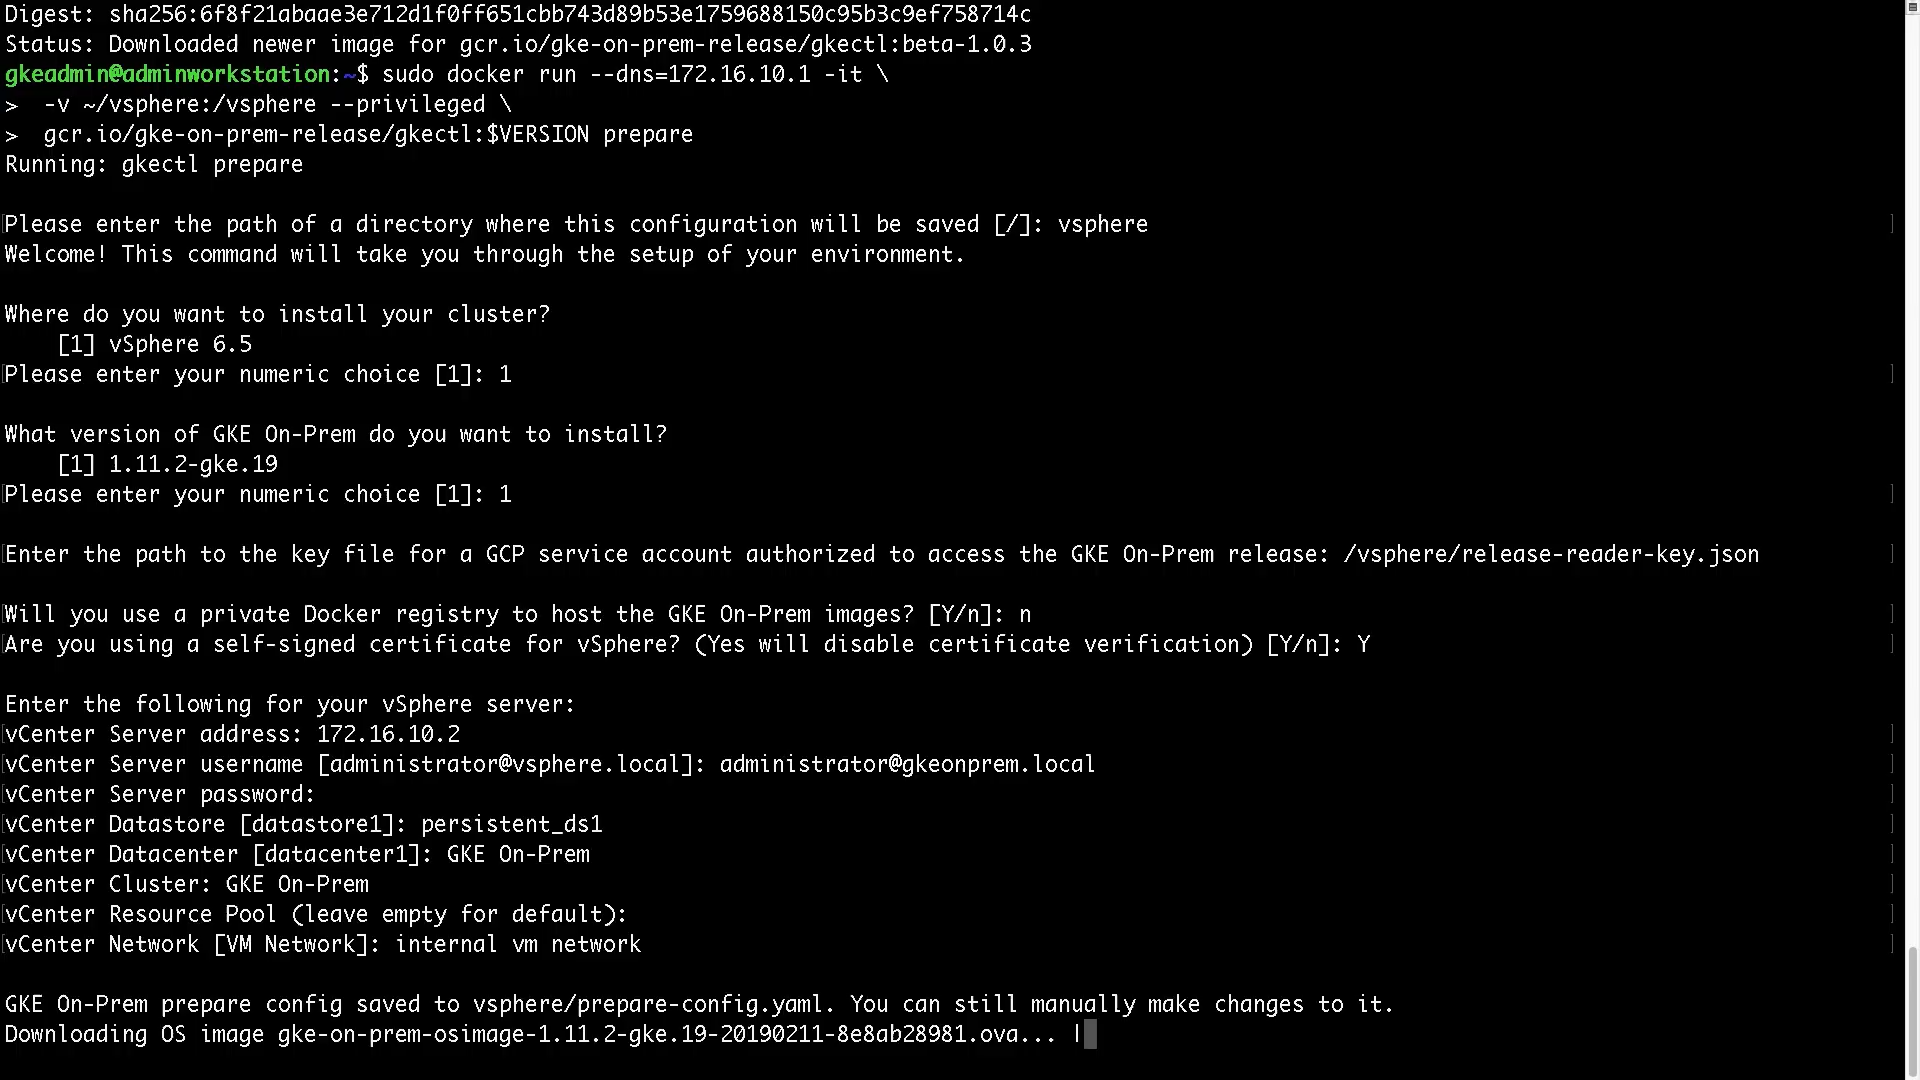 Digest: sha256:6f8f21abaae3e712d1f0ff651cbb743d89b53e1759688150c95b3c9ef758714c
Status: Downloaded newer image for gcr.io/gke-on-prem-release/gkectl:beta-1.0.3
gkeadmin@adminworkstation:~$ sudo docker run --dns=172.16.10.1 -it \
>  -v ~/vsphere:/vsphere --privileged \
>  gcr.io/gke-on-prem-release/gkectl:$VERSION prepare
Running: gkectl prepare
Please enter the path of a directory where this configuration will be saved [/]: vsphere
Welcome! This command will take you through the setup of your environment.
Where do you want to install your cluster?
[1] vSphere 6.5
Please enter your numeric choice [1]: 1
What version of GKE On-Prem do you want to install?
[1] 1.11.2-gke.19
Please enter your numeric choice [1]: 1
Enter the path to the key file for a GCP service account authorized to access the GKE On-Prem release: /vsphere/release-reader-key.json
Will you use a private Docker registry to host the GKE On-Prem images? [Y/n]: n
Are you using a self-signed certificate for vSphere? (Yes will disable certificate verification) [Y/n]: Y
Enter the following for your vSphere server:
vCenter Server address: 172.16.10.2
vCenter Server username [administrator@vsphere.local]: administrator@gkeonprem.local
vCenter Server password:
vCenter Datastore [datastore1]: persistent_ds1
vCenter Datacenter [datacenter1]: GKE On-Prem
vCenter Cluster: GKE On-Prem
vCenter Resource Pool (leave empty for default):
vCenter Network [VM Network]: internal vm network
GKE On-Prem prepare config saved to vsphere/prepare-config.yaml. You can still manually make changes to it.
Downloading OS image gke-on-prem-osimage-1.11.2-gke.19-20190211-8e8ab28981.ova... |